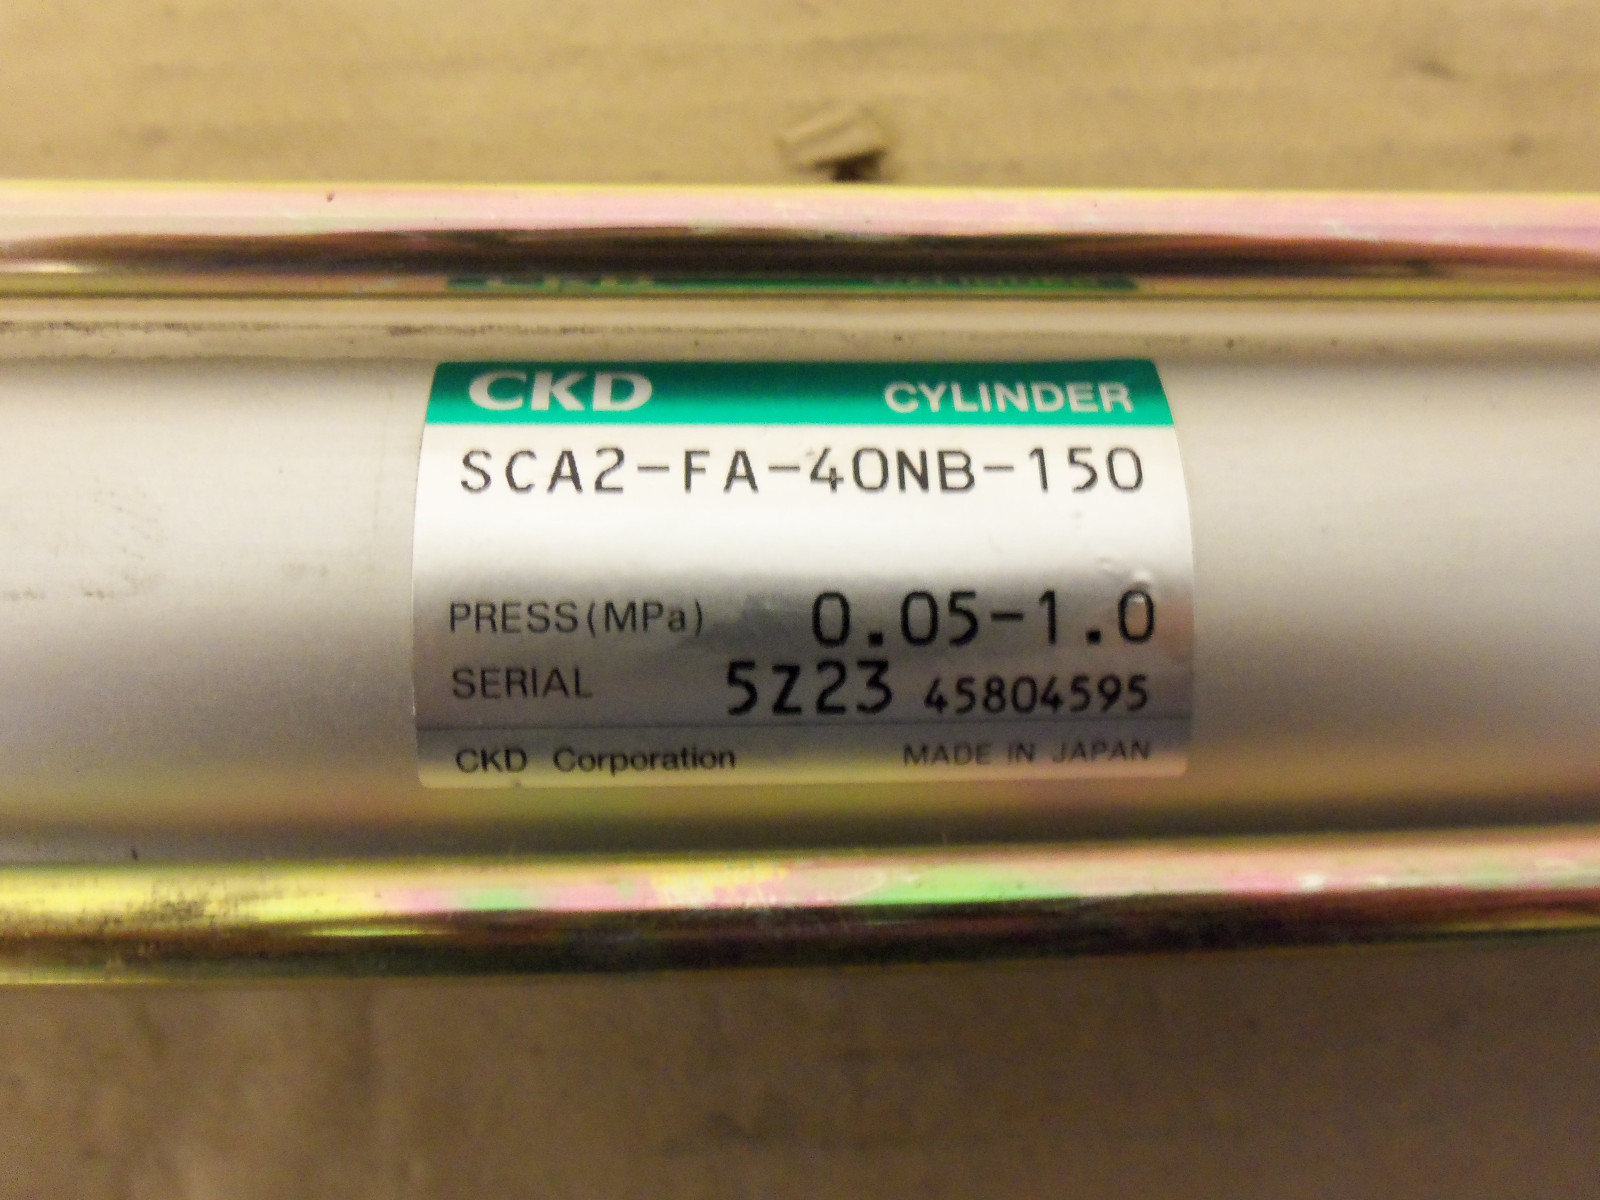 CKD CYLINDER
SCA2-FA-40NB-150
PRESS(MPa) 0.05-1.0
SERIAL 5Z23 45804595
CKD Corporation MADE IN JAPAN